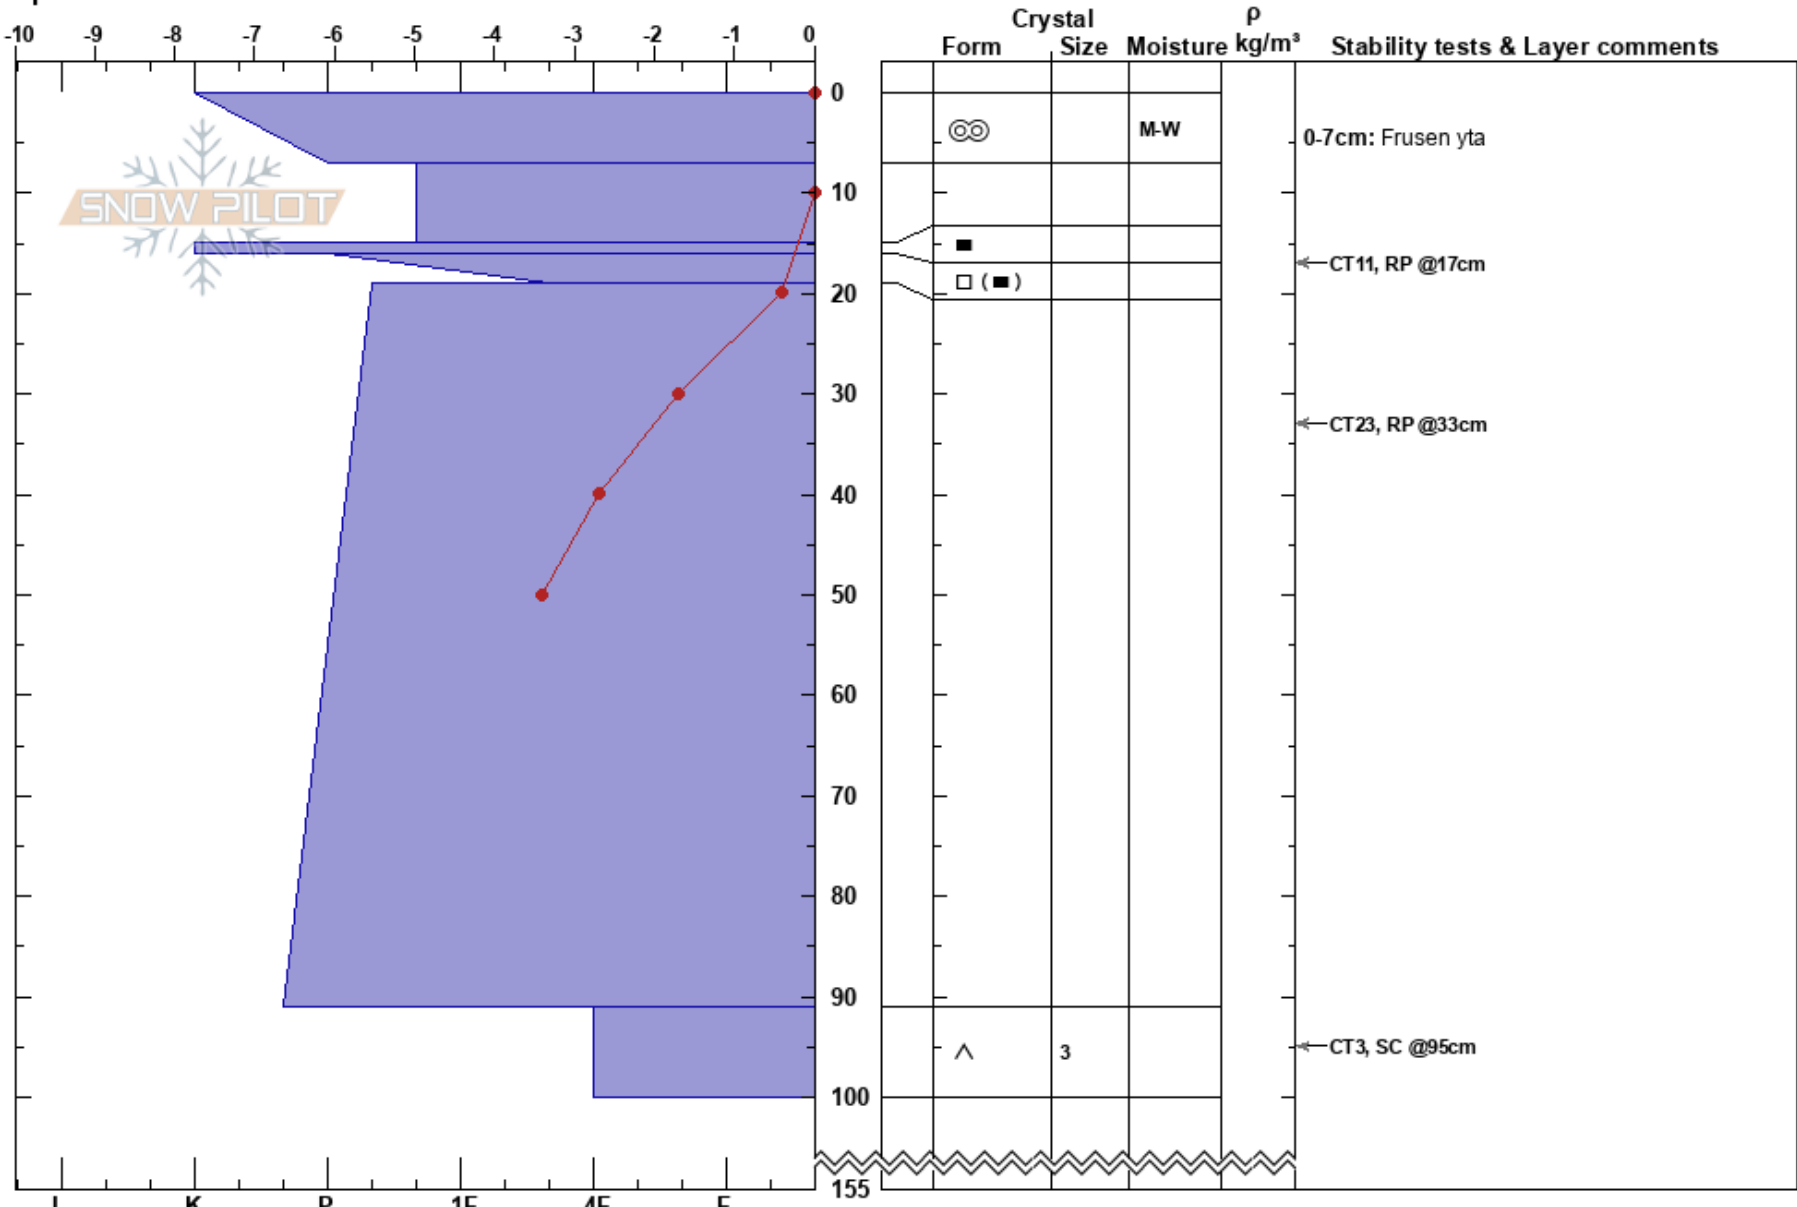 Crystal ρ
-10 -9 -8 -7 -6 -5 -4 -3 -2 -1 0 Form Size Moisture kg/m³ Stability tests & Layer comments
0
M-W
0-7cm: Frusen yta
SNOW PILOT
10
■
CT11, RP @17cm
□ (■)
20
30
CT23, RP @33cm
40
50
60
70
80
90
3 CT3, SC @95cm
100
155
K P 1F 4F F